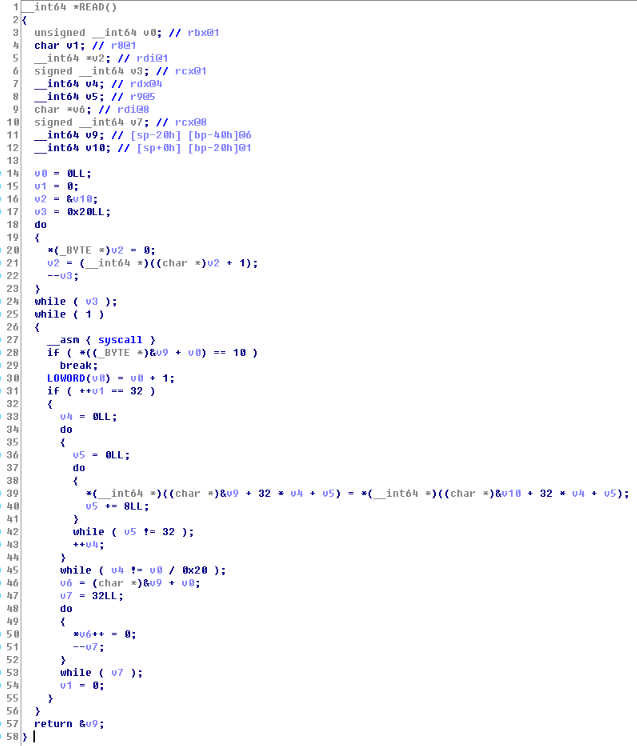 1 __int64 *READ()
2 {
3 unsigned __int64 v0; // rbx@1
4 char v1; // r8@1
5 __int64 *v2; // rdi@1
6 signed __int64 v3; // rcx@1
7 __int64 v4; // rdx@4
8 __int64 v5; // r9@5
9 char *v6; // rdi@8
10 signed __int64 v7; // rcx@8
11 __int64 v9; // [sp-20h] [bp-40h]@6
12 __int64 v10; // [sp+0h] [bp-20h]@1
13
14 v0 = 0LL;
15 v1 = 0;
16 v2 = &v10;
17 v3 = 0x20LL;
18 do
19 {
20 *(_BYTE *)v2 = 0;
21 v2 = (__int64 *)((char *)v2 + 1);
22 --v3;
23 }
24 while ( v3 );
25 while ( 1 )
26 {
27 __asm { syscall }
28 if ( *((_BYTE *)&v9 + v0) == 10 )
29 break;
30 LOWORD(v0) = v0 + 1;
31 if ( ++v1 == 32 )
32 {
33 v4 = 0LL;
34 do
35 {
36 v5 = 0LL;
37 do
38 {
39 *(__int64 *)((char *)&v9 + 32 * v4 + v5) = *(__int64 *)((char *)&v10 + 32 * v4 + v5);
40 v5 += 8LL;
41 }
42 while ( v5 != 32 );
43 ++v4;
44 }
45 while ( v4 != v0 / 0x20 );
46 v6 = (char *)&v9 + v0;
47 v7 = 32LL;
48 do
49 {
50 *v6++ = 0;
51 --v7;
52 }
53 while ( v7 );
54 v1 = 0;
55 }
56 }
57 return &v9;
58 }